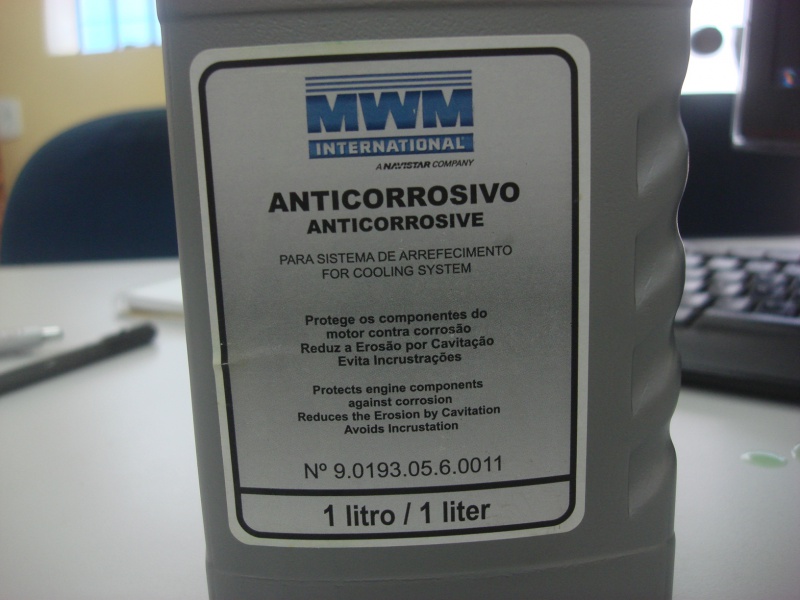 MWM
INTERNATIONAL
A NAVISTAR COMPANY
ANTICORROSIVO
ANTICORROSIVE
PARA SISTEMA DE ARREFECIMENTO
FOR COOLING SYSTEM
Protege os componentes do
motor contra corrosão
Reduz a Erosão por Cavitação
Evita Incrustrações
Protects engine components
against corrosion
Reduces the Erosion by Cavitation
Avoids Incrustation
Nº 9.0193.05.6.0011
1 litro / 1 liter